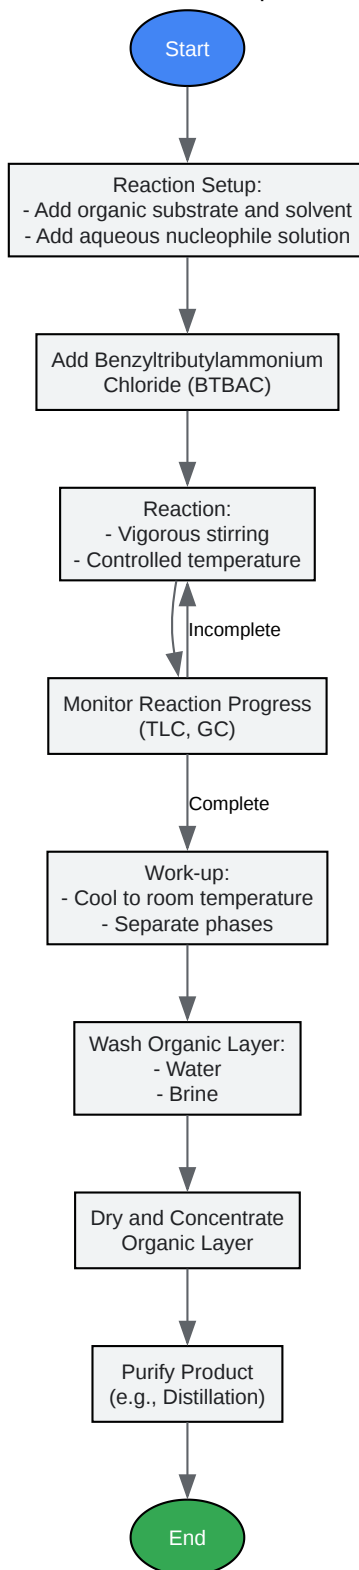 Start
Reaction Setup:
- Add organic substrate and solvent
- Add aqueous nucleophile solution
Add Benzyltributylammonium
Chloride (BTBAC)
Reaction:
- Vigorous stirring
- Controlled temperature
Incomplete
Monitor Reaction Progress
(TLC, GC)
Complete
Work-up:
- Cool to room temperature
- Separate phases
Wash Organic Layer:
- Water
- Brine
Dry and Concentrate
Organic Layer
Purify Product
(e.g., Distillation)
End